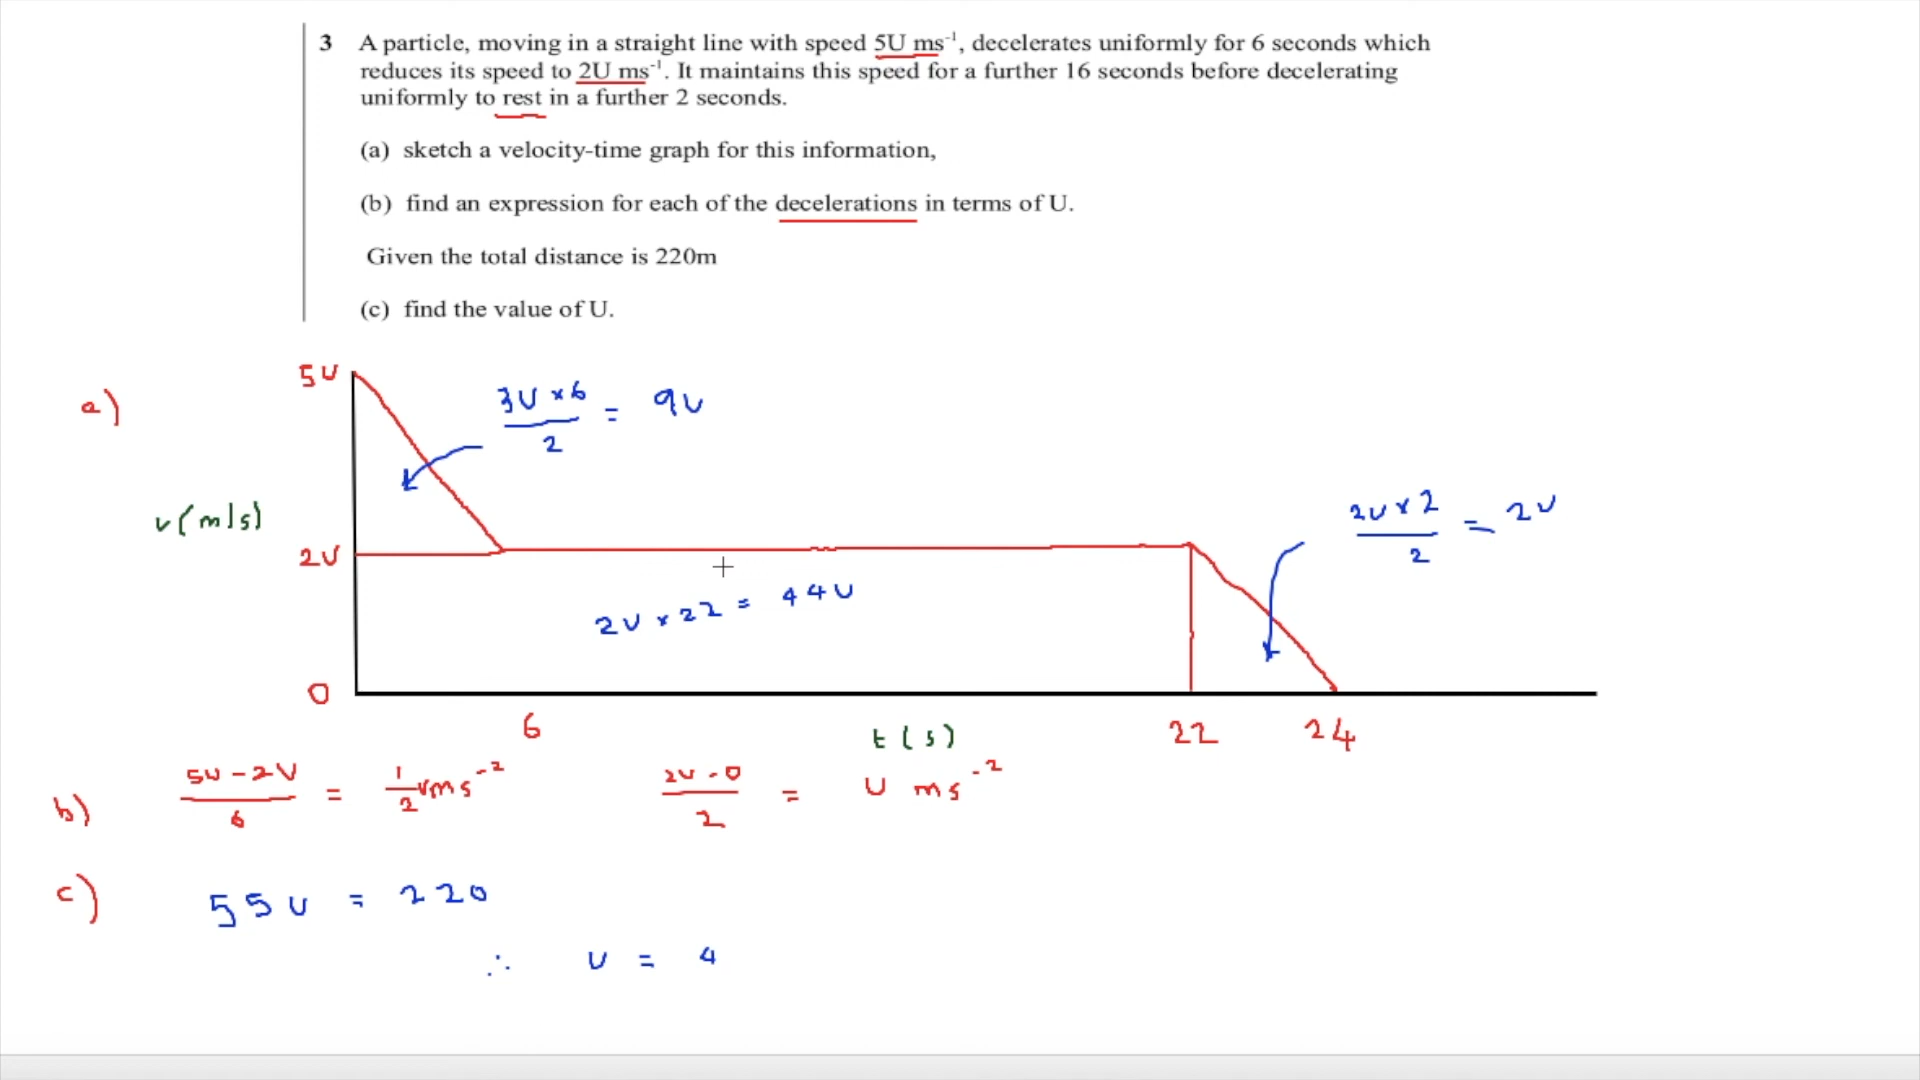 3 A particle, moving in a straight line with speed 5U ms⁻¹, decelerates uniformly for 6 seconds which
reduces its speed to 2U ms⁻¹. It maintains this speed for a further 16 seconds before decelerating
uniformly to rest in a further 2 seconds.
(a) sketch a velocity-time graph for this information,
(b) find an expression for each of the decelerations in terms of U.
Given the total distance is 220m
(c) find the value of U.
a)
5U
3U × 6 / 2 = 9U
v(m/s)
2U × 2 / 2 = 2U
2U
2U × 22 = 44U
0
6 t(s) 22 24
b) 5U - 2U / 6 = 1/2 U ms⁻² 2U - 0 / 2 = U ms⁻²
c) 55U = 220
∴ U = 4